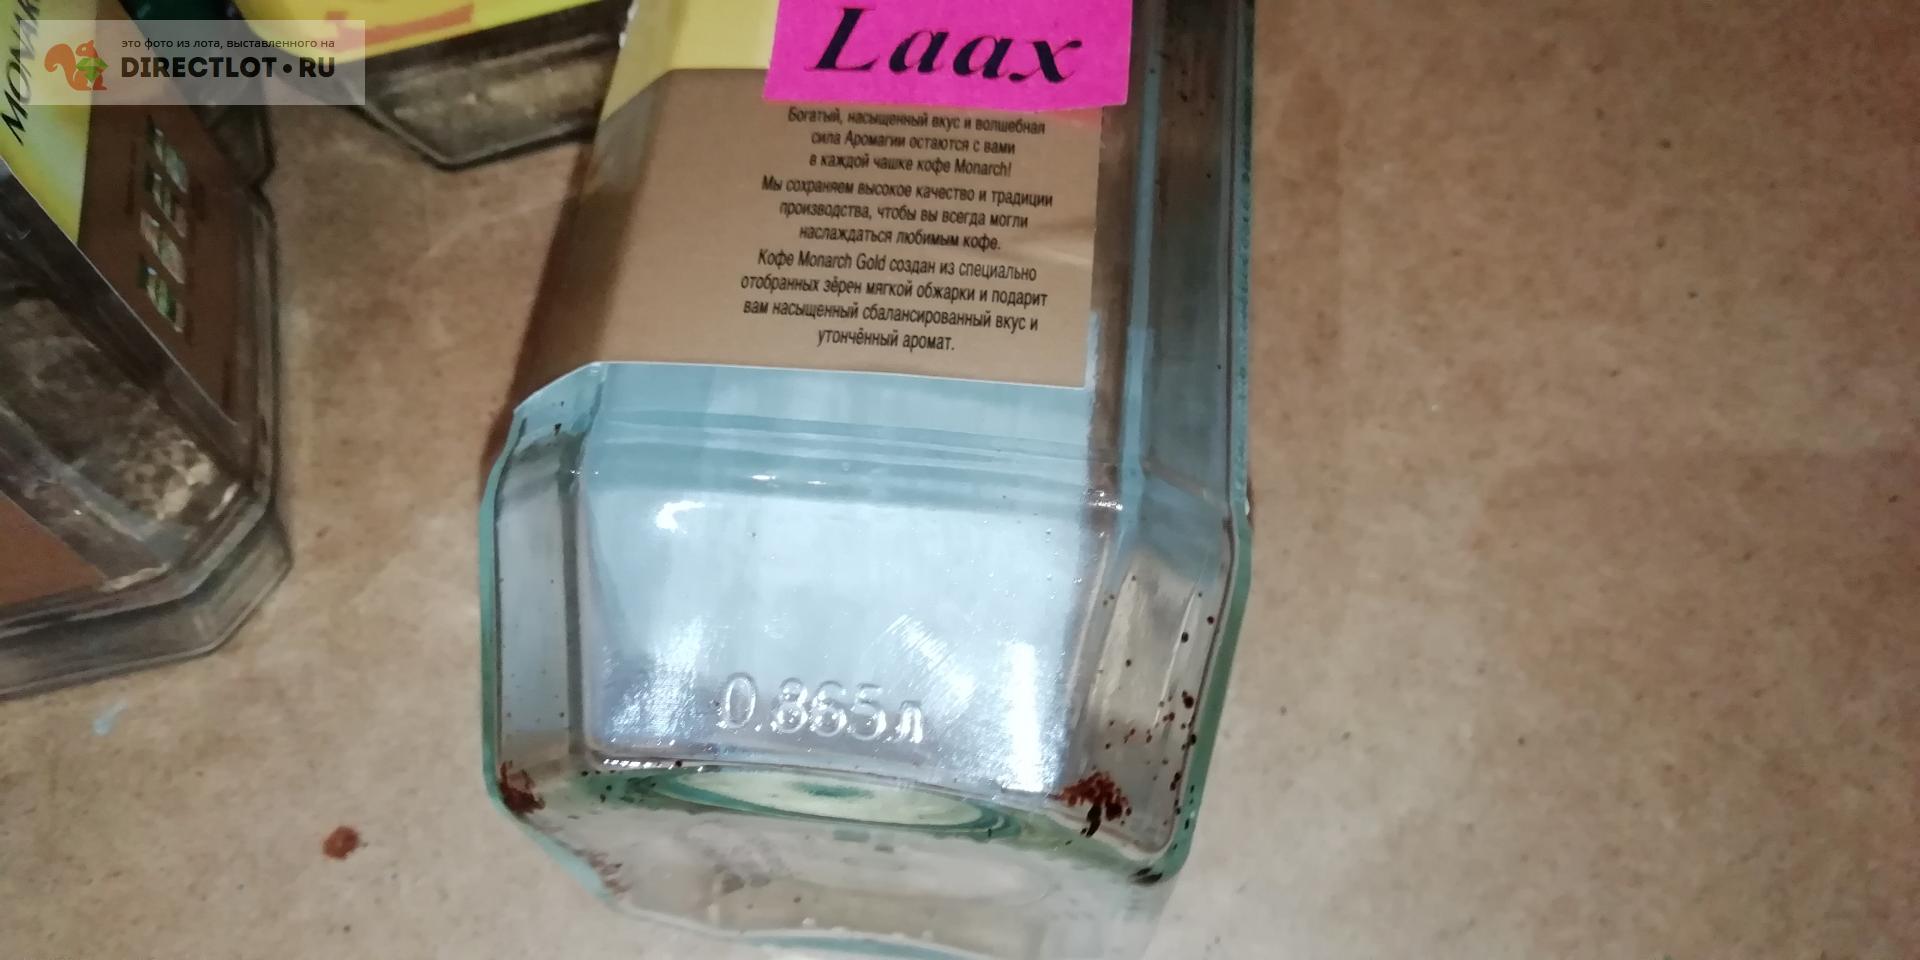 это фото из лота, выставленного на
DIRECTLOT•RU
Laax
Богатый, насыщенный вкус и волшебная
сила Аромагии остаются с вами
в каждой чашке кофе Monarch!
Мы сохраняем высокое качество и традиции
производства, чтобы вы всегда могли
наслаждаться любимым кофе.
Кофе Monarch Gold создан из специально
отобранных зёрен мягкой обжарки и подарит
вам насыщенный сбалансированный вкус и
утончённый аромат.
0.865л